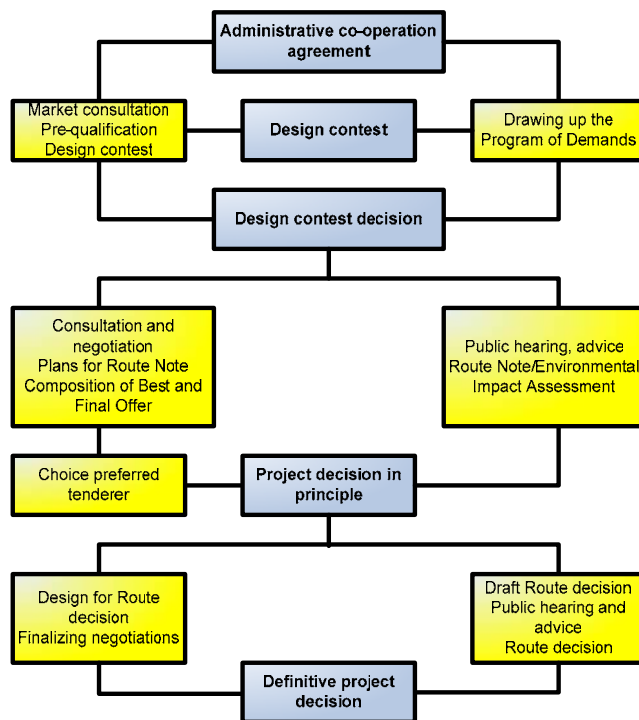 Administrative co-operation
agreement
Market consultation
Pre-qualification
Design contest
Design contest
Drawing up the
Program of Demands
Design contest decision
Consultation and
negotiation
Plans for Route Note
Composition of Best and
Final Offer
Public hearing, advice
Route Note/Environmental
Impact Assessment
Choice preferred
tenderer
Project decision in
principle
Design for Route
decision
Finalizing negotiations
Draft Route decision
Public hearing and
advice
Route decision
Definitive project
decision